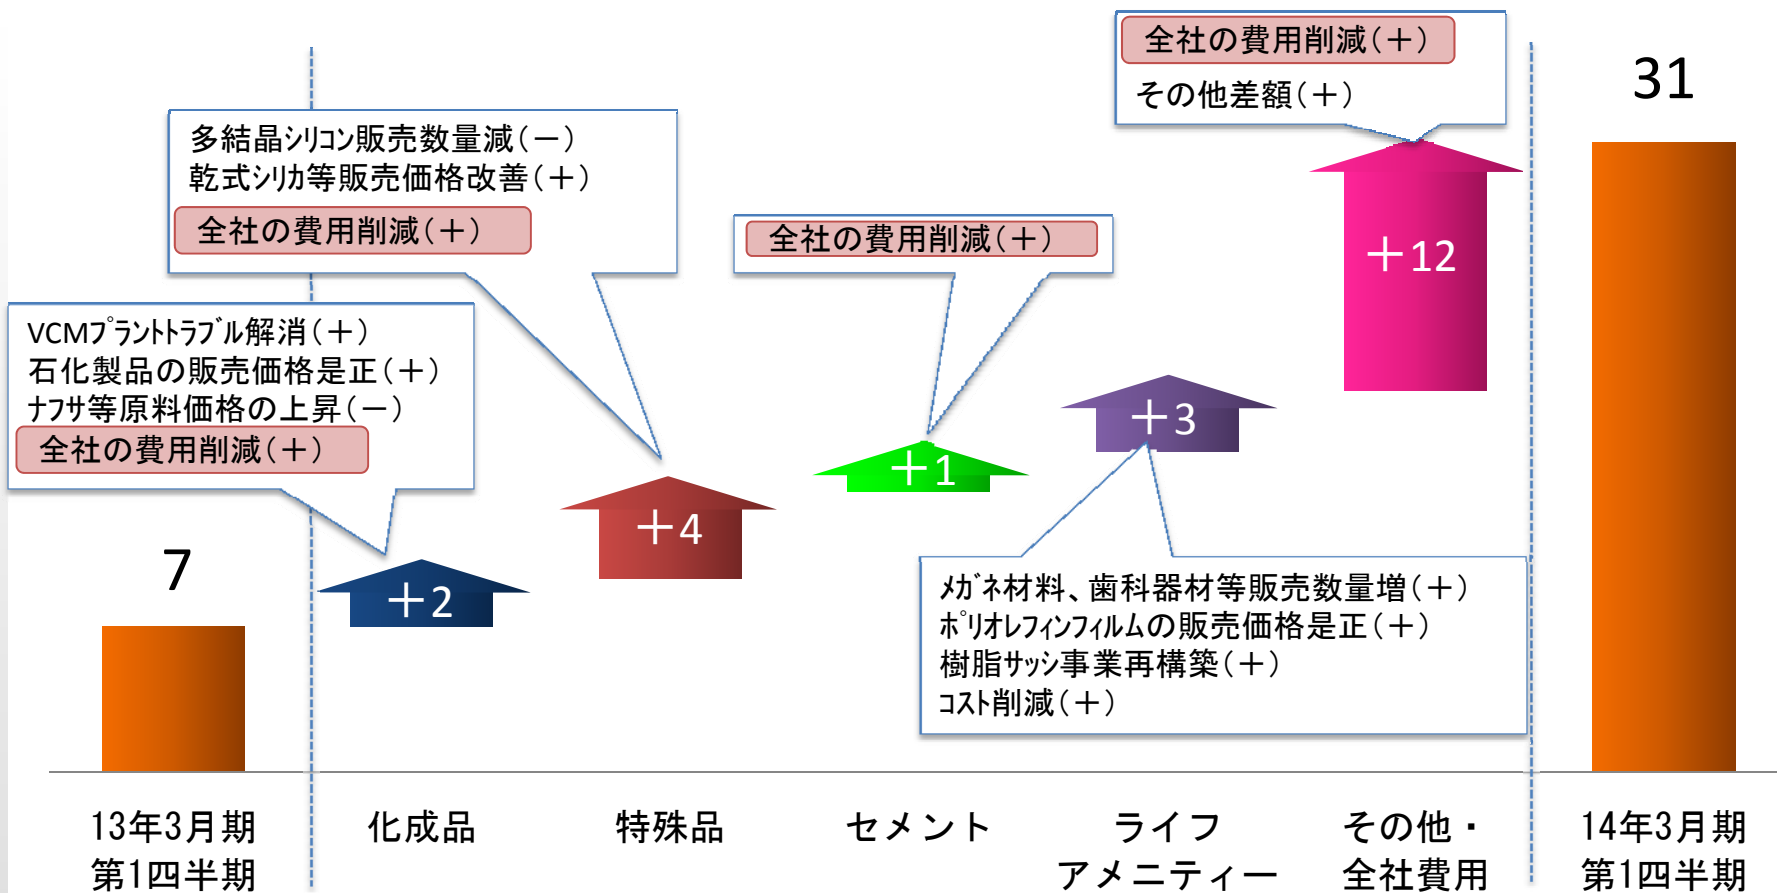 全社の費用削減(＋)
その他差額(＋)
31
多結晶シリコン販売数量減(－)
乾式シリカ等販売価格改善(＋)
全社の費用削減(＋)
全社の費用削減(＋)
＋12
VCMプラントトラブル解消(＋)
石化製品の販売価格是正(＋)
ナフサ等原料価格の上昇(－)
全社の費用削減(＋)
7
＋2
＋4
＋1
＋3
メガネ材料、歯科器材等販売数量増(＋)
ポリオレフィンフィルムの販売価格是正(＋)
樹脂サッシ事業再構築(＋)
コスト削減(＋)
13年3月期
第1四半期
化成品
特殊品
セメント
ライフ
アメニティー
その他・
全社費用
14年3月期
第1四半期